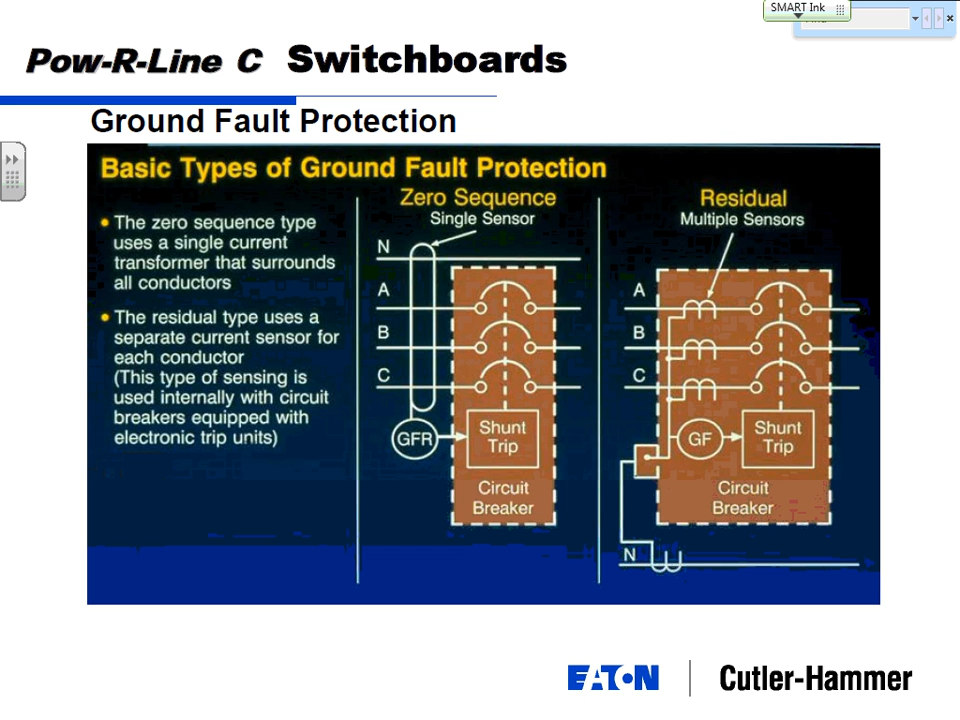 SMART Ink
Pow-R-Line C Switchboards
Ground Fault Protection
Basic Types of Ground Fault Protection
• The zero sequence type
uses a single current
transformer that surrounds
all conductors
• The residual type uses a
separate current sensor for
each conductor
(This type of sensing is
used internally with circuit
breakers equipped with
electronic trip units)
Zero Sequence
Single Sensor
N
A
B
C
GFR
Shunt
Trip
Circuit
Breaker
Residual
Multiple Sensors
A
B
C
GF
Shunt
Trip
Circuit
Breaker
N
EATON
Cutler-Hammer